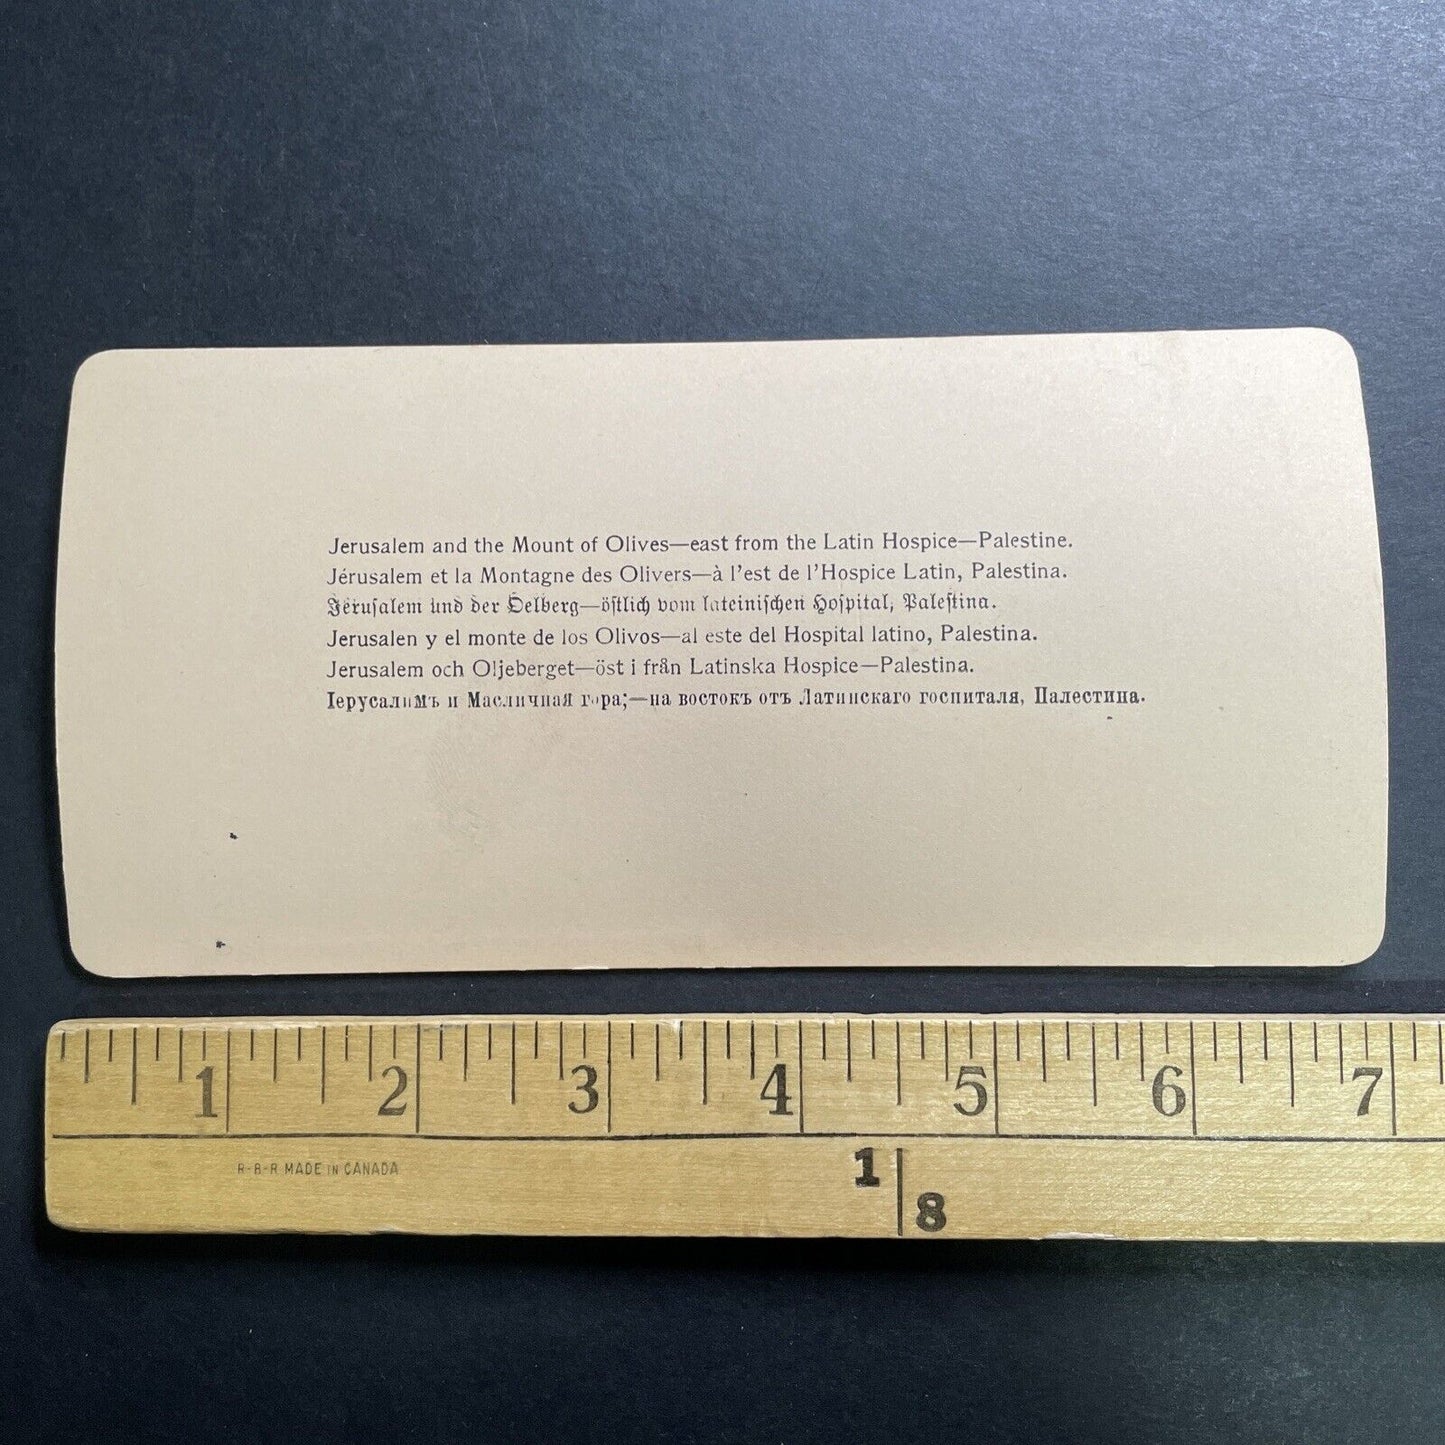 Jerusalem and the Mount of Olives—east from the Latin Hospice—Palestine.
Jérusalem et la Montagne des Olivers—à l'est de l'Hospice Latin, Palestina.
Jerusalem und der Oelberg—östlich vom lateinischen Hospital, Palestina.
Jerusalen y el monte de los Olivos—al este del Hospital latino, Palestina.
Jerusalem och Oljeberget—öst i från Latinska Hospice—Palestina.
Іерусалимъ и Масличная гора;—на востокъ отъ Латинскаго госпиталя, Палестина.
1 2 3 4 5 6 7
R-B-R MADE IN CANADA
1|8